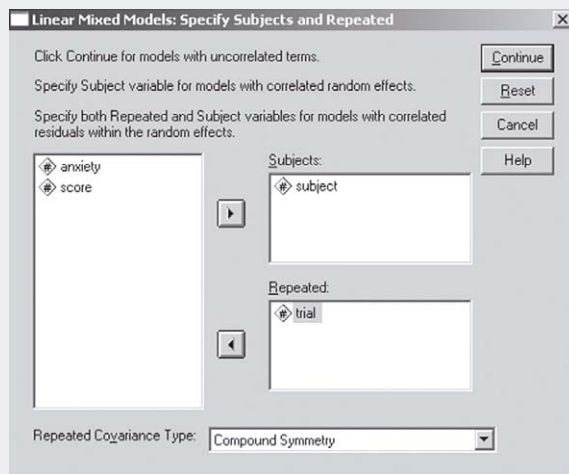 Linear Mixed Models: Specify Subjects and Repeated
Click Continue for models with uncorrelated terms.
Specify Subject variable for models with correlated random effects.
Specify both Repeated and Subject variables for models with correlated
residuals within the random effects.
Continue
Reset
Cancel
Help
anxiety
score
Subjects:
subject
Repeated:
trial
Repeated Covariance Type:
Compound Symmetry